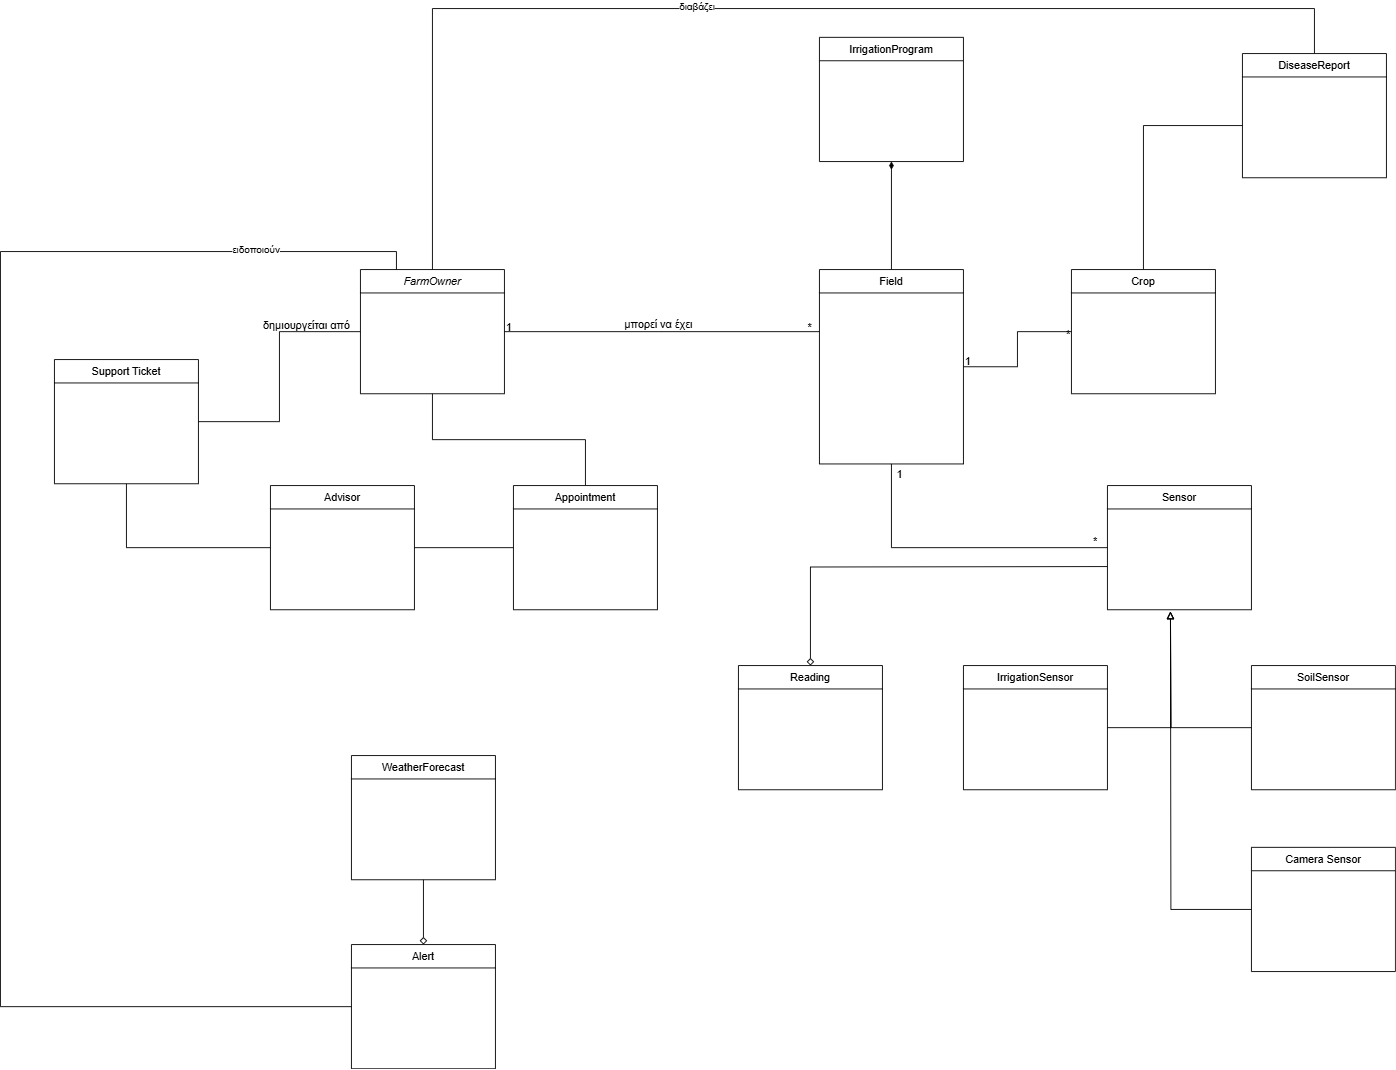 διαβάζει
IrrigationProgram
DiseaseReport
ειδοποιούν
FarmOwner
Field
Crop
δημιουργείται από
1
μπορεί να έχει
*
*
1
Support Ticket
1
Advisor
Appointment
Sensor
*
Reading
IrrigationSensor
SoilSensor
WeatherForecast
Camera Sensor
Alert